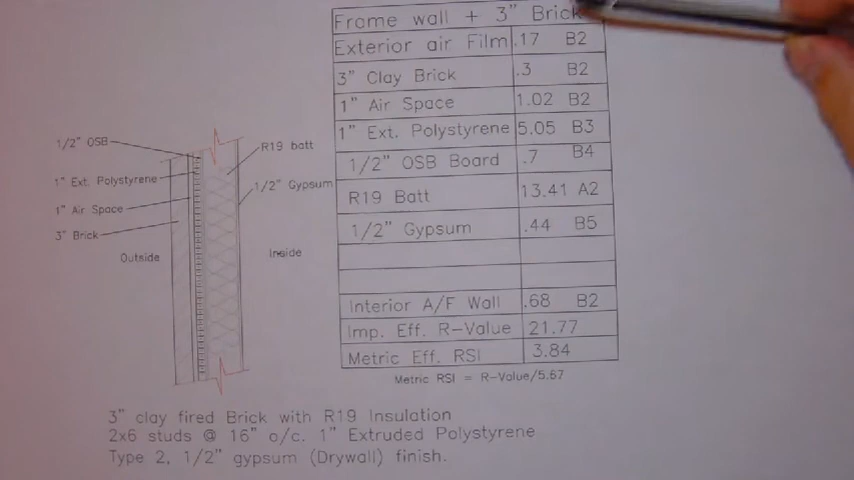 Frame wall + 3" Brick
Exterior air Film .17 B2
3" Clay Brick .3 B2
1" Air Space 1.02 B2
1" Ext. Polystyrene 5.05 B3
1/2" OSB Board .7 B4
R19 Batt 13.41 A2
1/2" Gypsum .44 B5
Interior A/F Wall .68 B2
Imp. Eff. R-Value 21.77
Metric Eff. RSI 3.84
Metric RSI = R-Value/5.67
1/2" OSB
1" Ext. Polystyrene
1" Air Space
3" Brick
Outside
R19 batt
1/2" Gypsum
Inside
3" clay fired Brick with R19 Insulation
2x6 studs @ 16" o/c. 1" Extruded Polystyrene
Type 2, 1/2" gypsum (Drywall) finish.